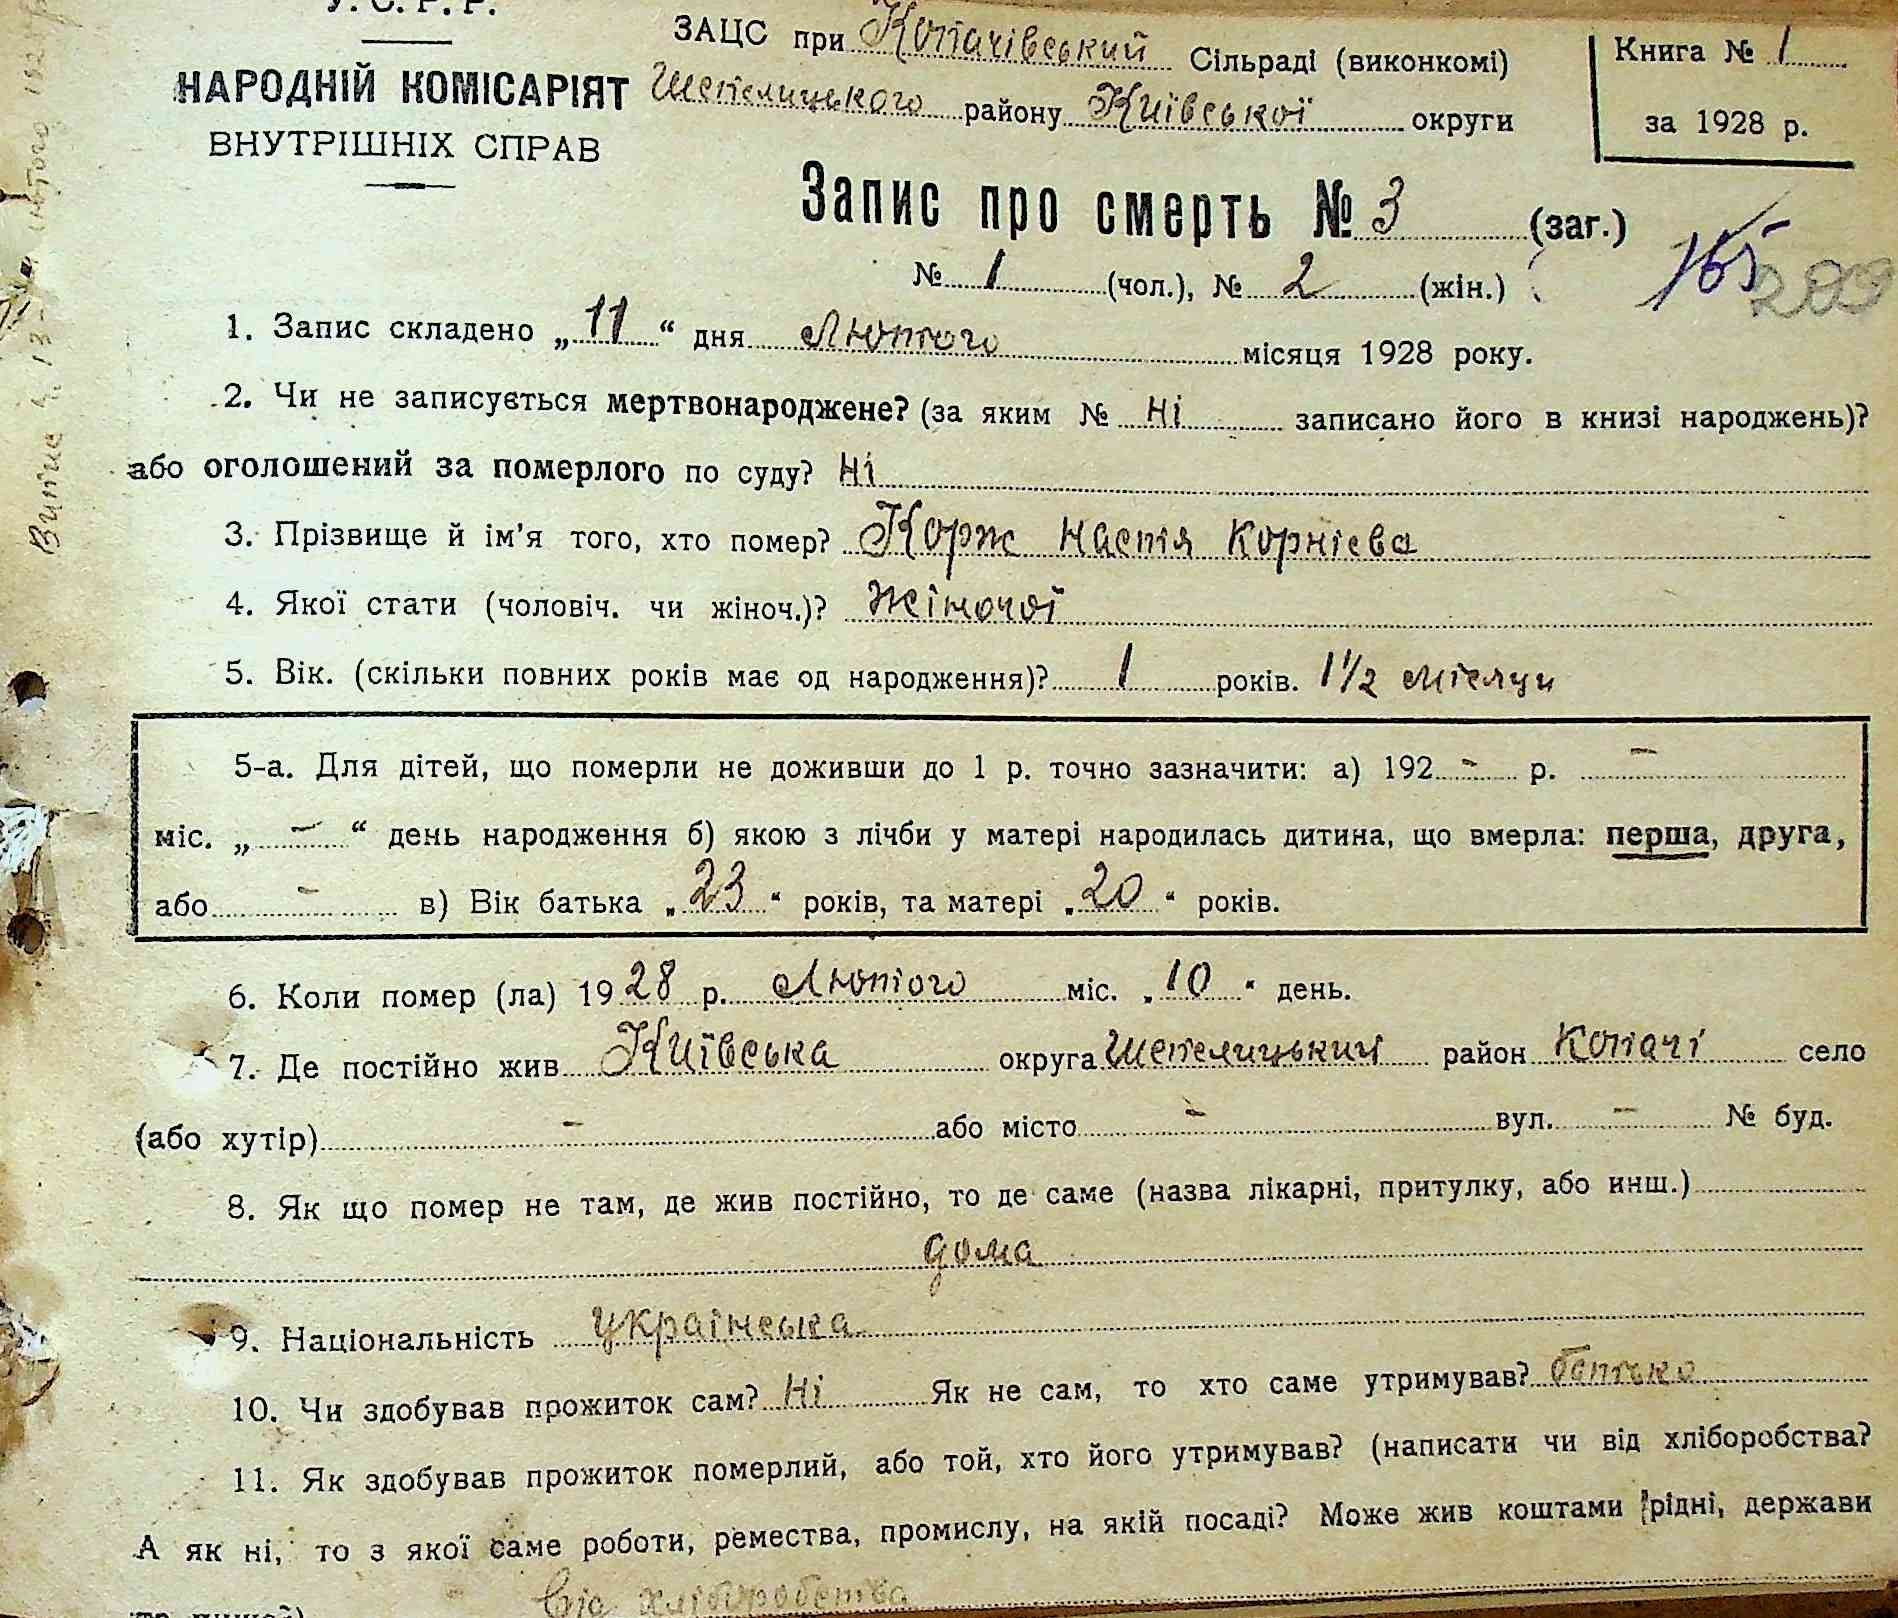 У. С. Р. Р.
НАРОДНІЙ КОМІСАРІЯТ
ВНУТРІШНІХ СПРАВ
ЗАЦС при Копачівський Сільраді (виконкомі)
Шепелицького району Київської округи
Книга № 1
за 1928 р.
Запис про смерть № 3 (заг.)
№ 1 (чол.), № 2 (жін.)
165
1. Запис складено „ 11 “ дня Лютого місяця 1928 року.
2. Чи не записується мертвонароджене? (за яким № Ні записано його в книзі народжень)?
або оголошений за померлого по суду? Ні
3. Прізвище й ім'я того, хто помер? Корж Настя Корнієва
4. Якої стати (чоловіч. чи жіноч.)? Жіночої
5. Вік. (скільки повних років має од народження)? 1 років. 1 1/2 місяци
5-а. Для дітей, що померли не доживши до 1 р. точно зазначити: а) 192 - р. -
міс. „ - “ день народження б) якою з лічби у матері народилась дитина, що вмерла: перша, друга,
або - в) Вік батька „ 23 “ років, та матері „ 20 “ років.
6. Коли помер (ла) 19 28 р. Лютого міс. „ 10 “ день.
7. Де постійно жив Київська округа Шепелицький район Копачі село
(або хутір) - або місто - вул. - № буд.
8. Як що помер не там, де жив постійно, то де саме (назва лікарні, притулку, або инш.)
дома
9. Національність українська
10. Чи здобував прожиток сам? Ні Як не сам, то хто саме утримував? батько
11. Як здобував прожиток померлий, або той, хто його утримував? (написати чи від хліборобства?
А як ні, то з якої саме роботи, ремества, промислу, на якій посаді? Може жив коштами рідні, держави
від хліборобства